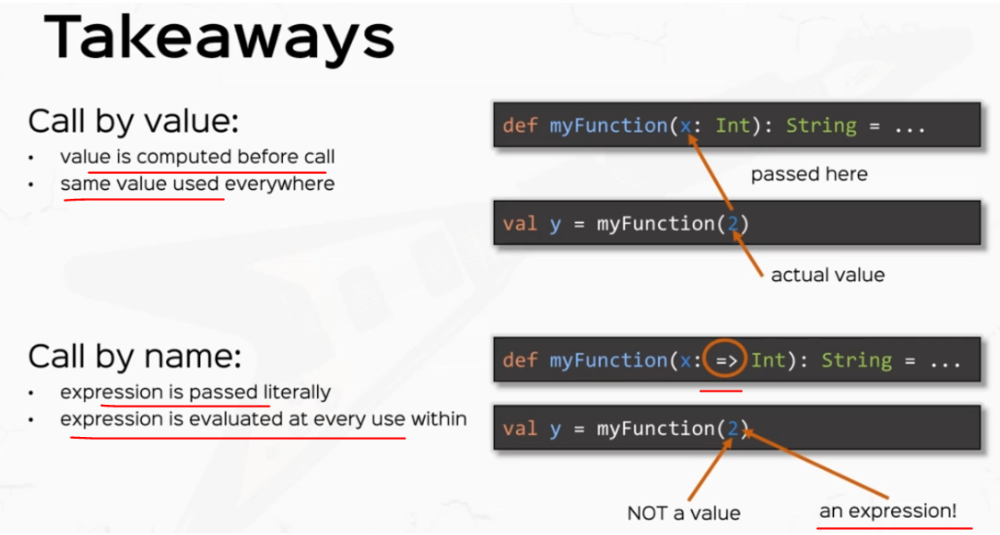 Takeaways
Call by value:
• value is computed before call
• same value used everywhere
def myFunction(x: Int): String = ...
passed here
val y = myFunction(2)
actual value
Call by name:
• expression is passed literally
• expression is evaluated at every use within
def myFunction(x: => Int): String = ...
val y = myFunction(2)
NOT a value
an expression!